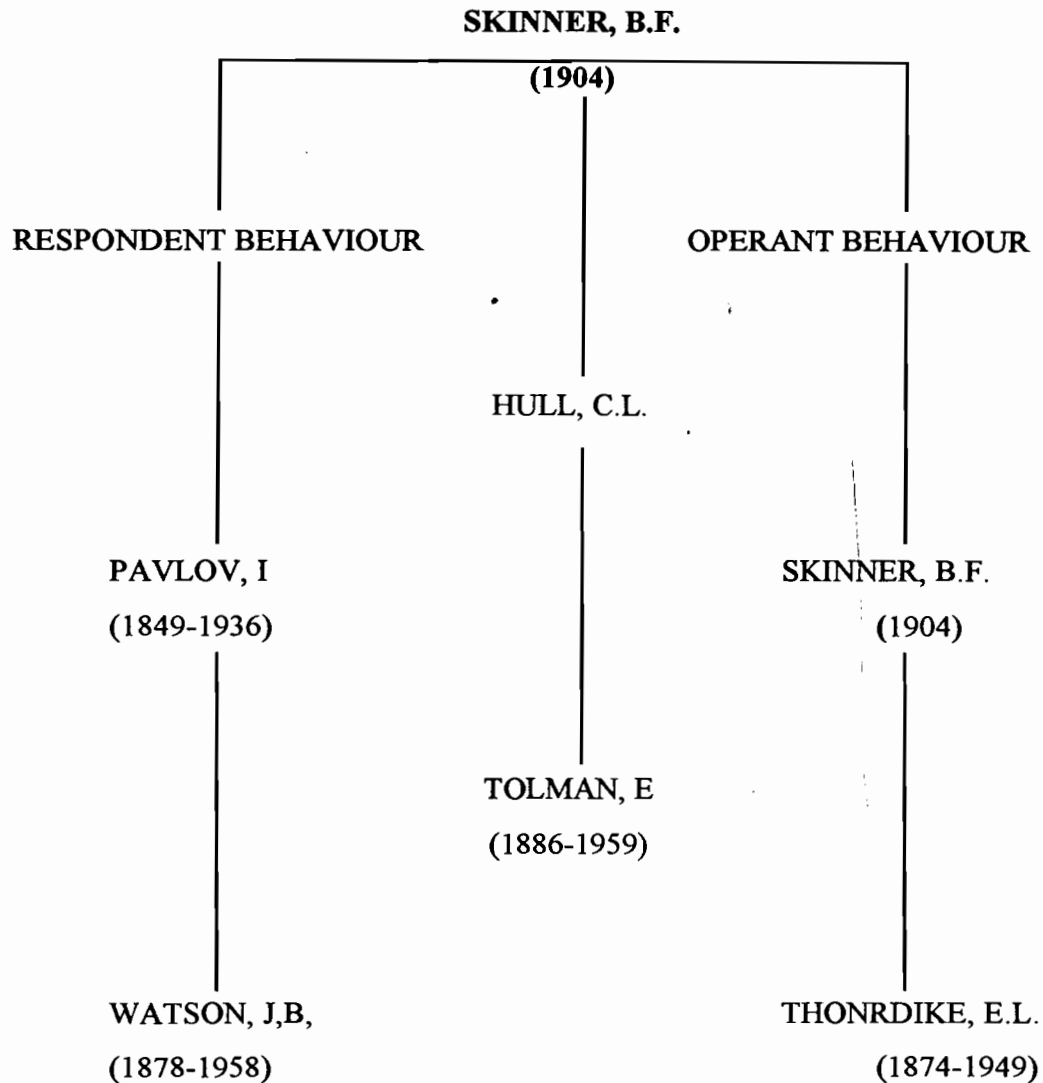 SKINNER, B.F.
(1904)
RESPONDENT BEHAVIOUR
OPERANT BEHAVIOUR
HULL, C.L.
PAVLOV, I
(1849-1936)
SKINNER, B.F.
(1904)
TOLMAN, E
(1886-1959)
WATSON, J,B,
(1878-1958)
THONRDIKE, E.L.
(1874-1949)